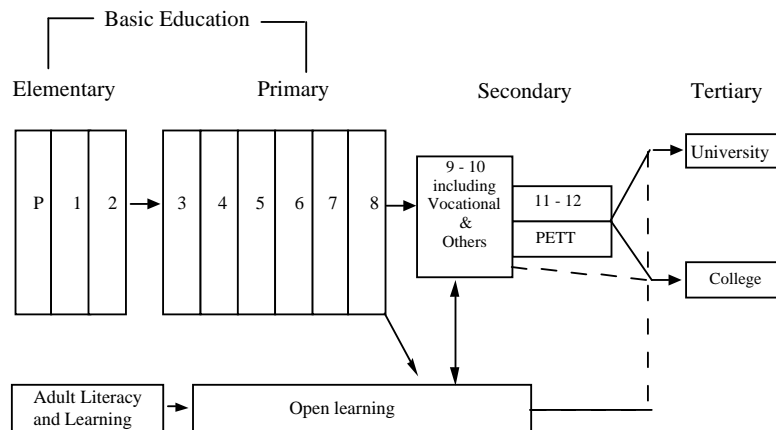 Basic Education
Elementary
Primary
Secondary
Tertiary
P
1
2
3
4
5
6
7
8
9 - 10
including
Vocational
&
Others
11 - 12
PETT
University
College
Adult Literacy
and Learning
Open learning